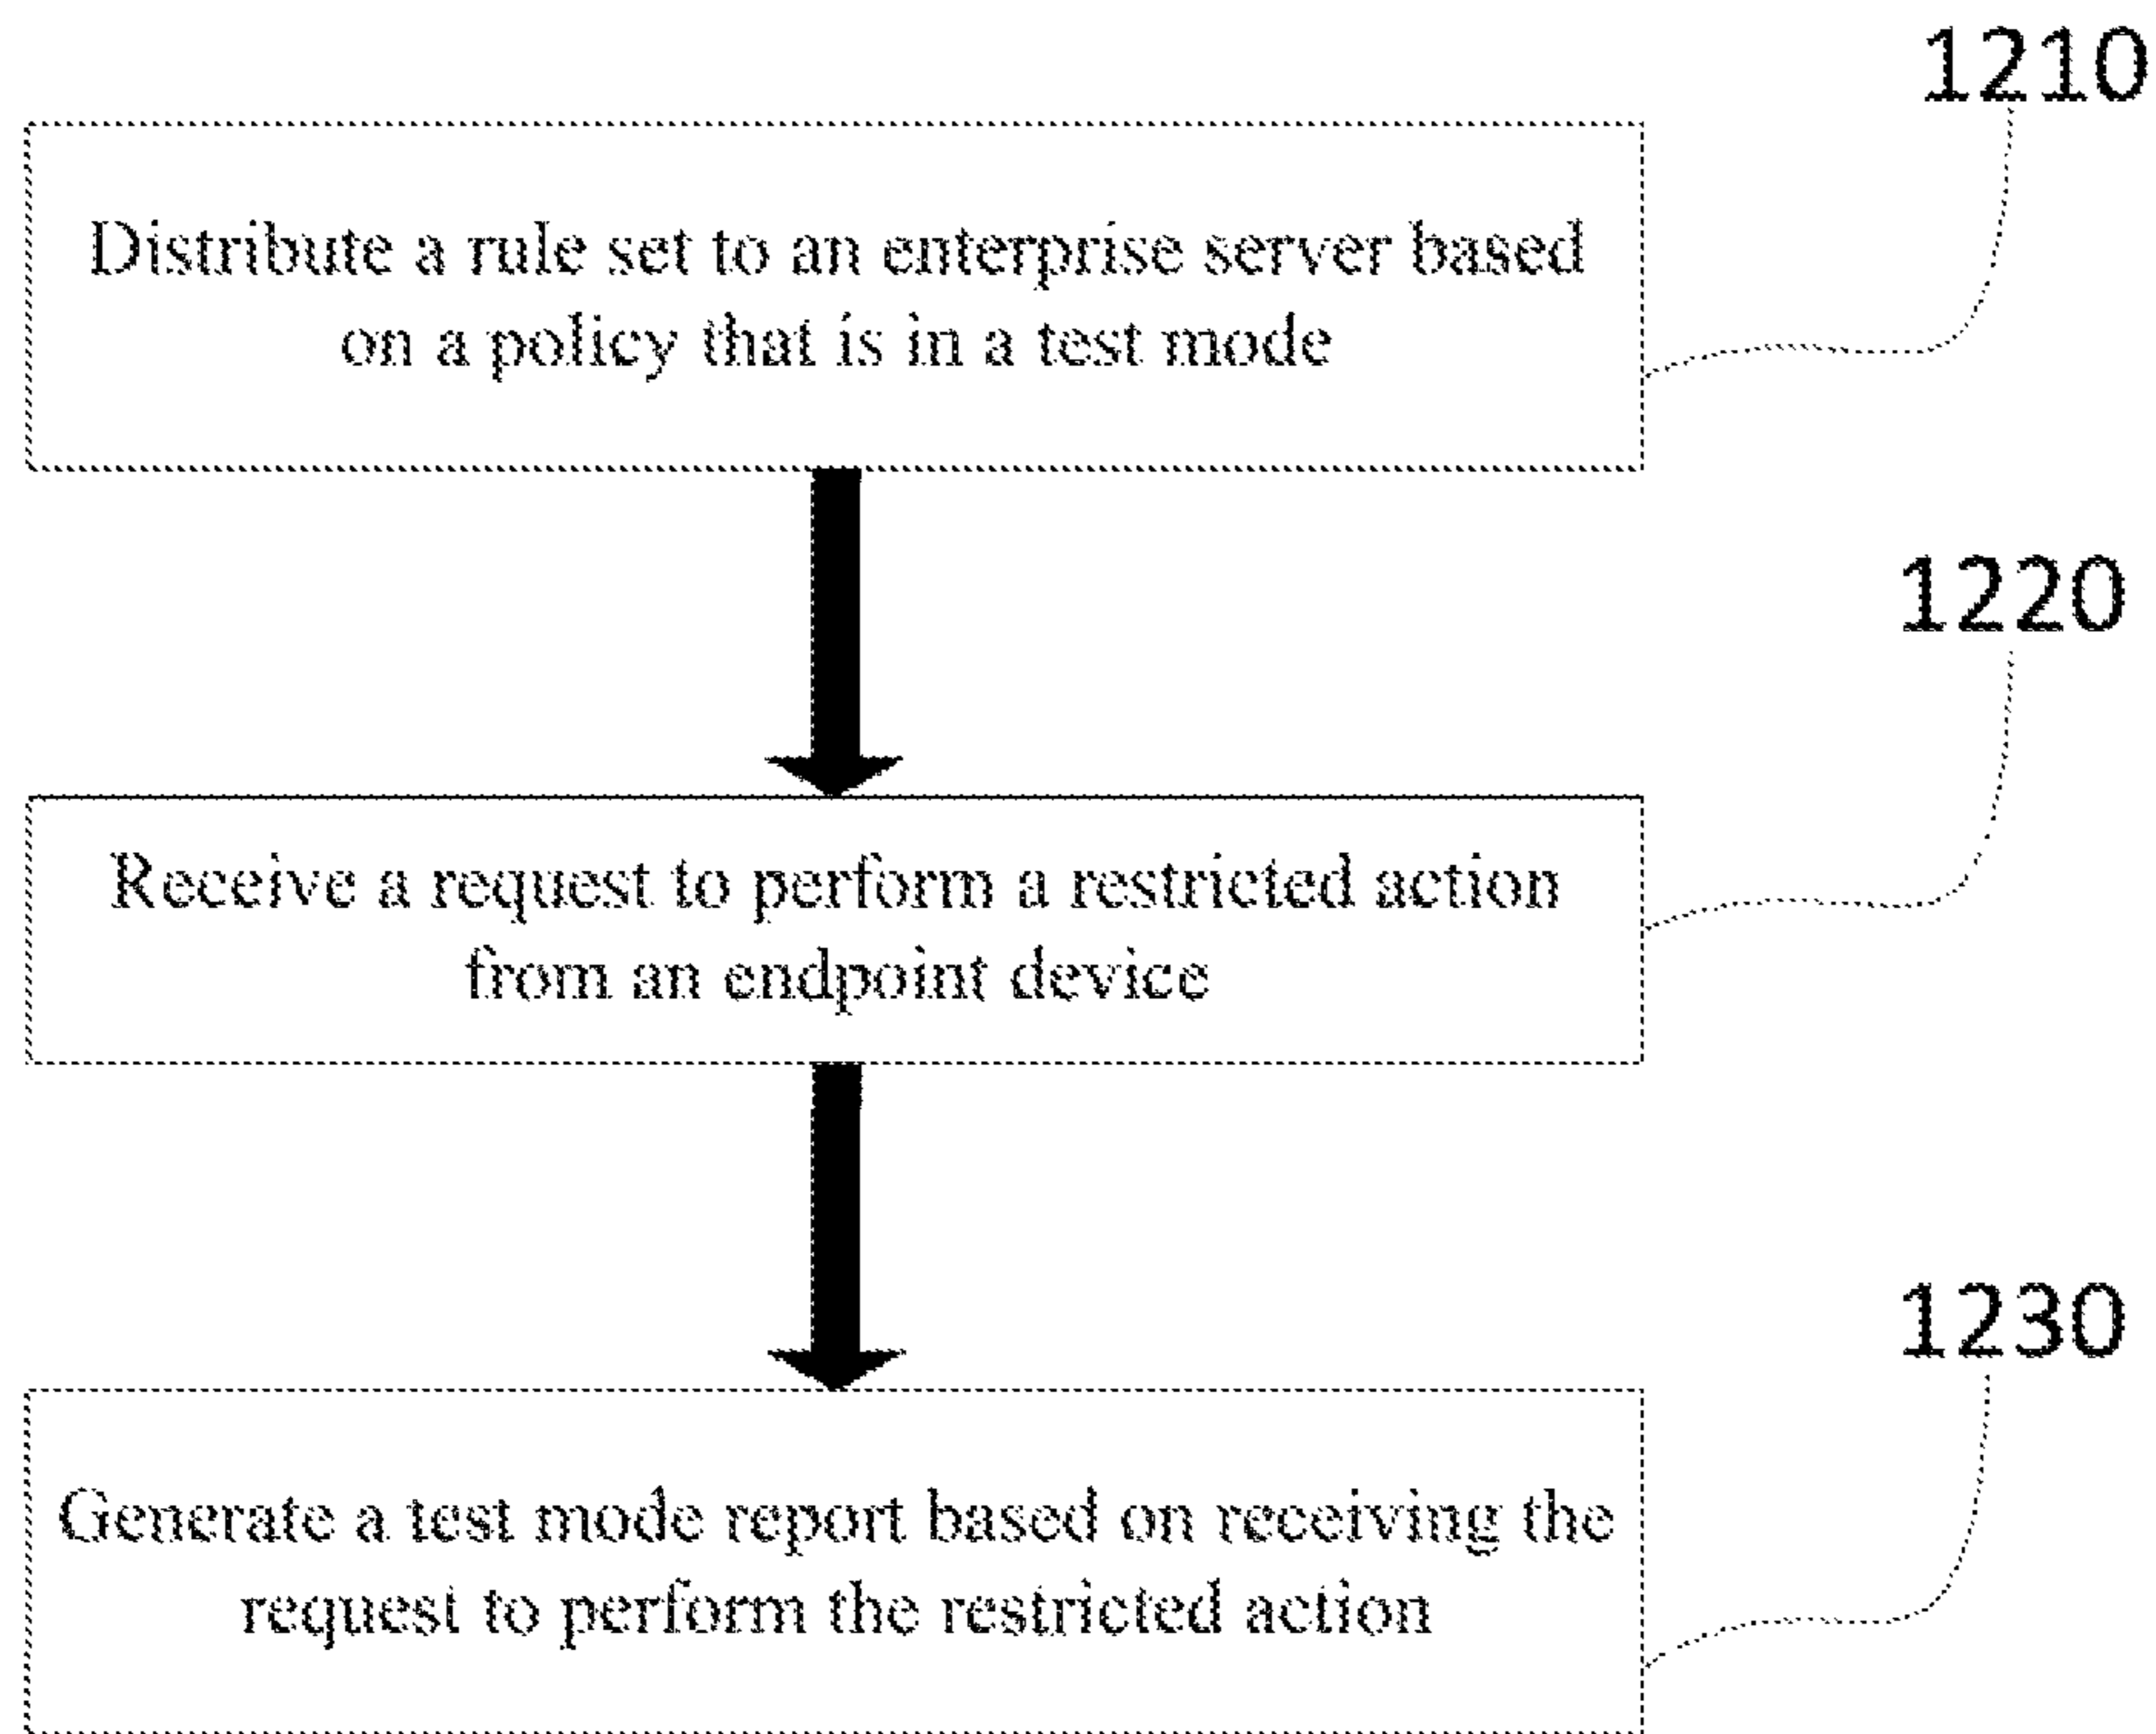 1210
Distribute a rule set to an enterprise server based
on a policy that is in a test mode
1220
Receive a request to perform a restricted action
from an endpoint device
1230
Generate a test mode report based on receiving the
request to perform the restricted action